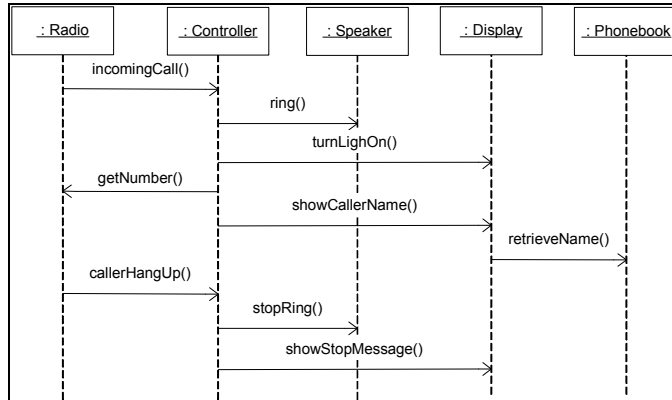 : Radio
: Controller
: Speaker
: Display
: Phonebook
incomingCall()
ring()
turnLighOn()
getNumber()
showCallerName()
retrieveName()
callerHangUp()
stopRing()
showStopMessage()